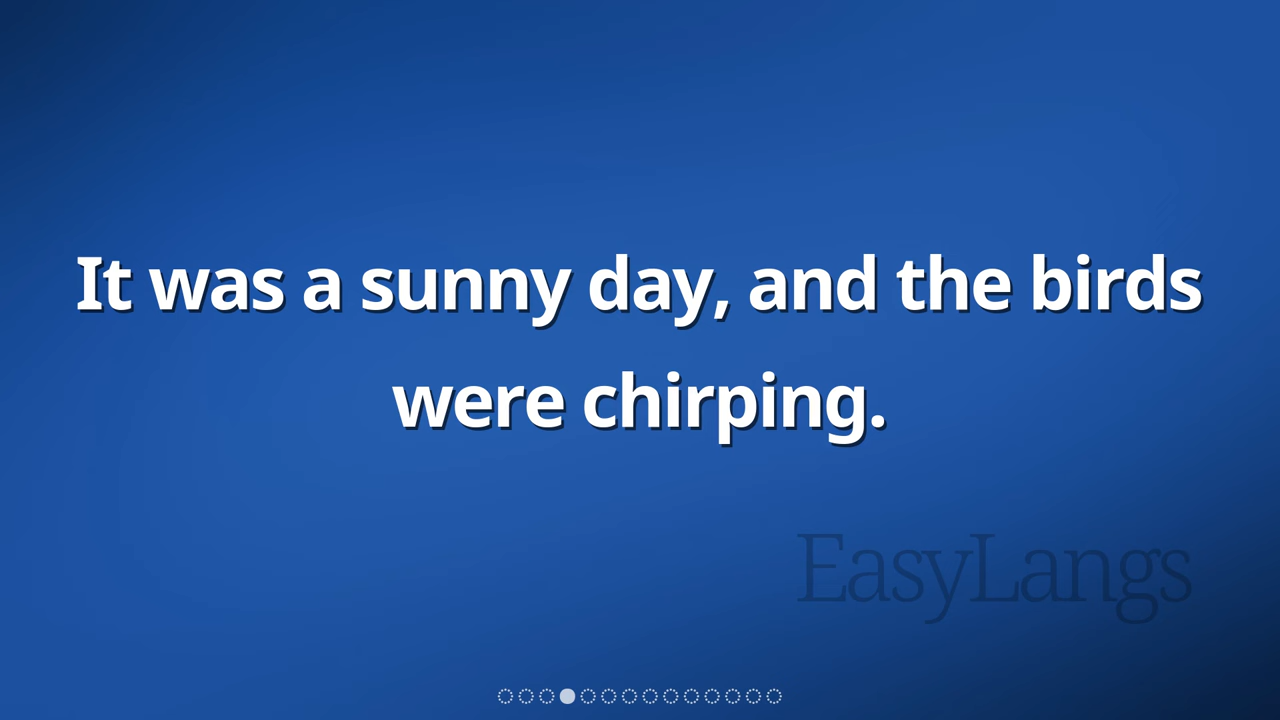 It was a sunny day, and the birds
were chirping.
EasyLangs